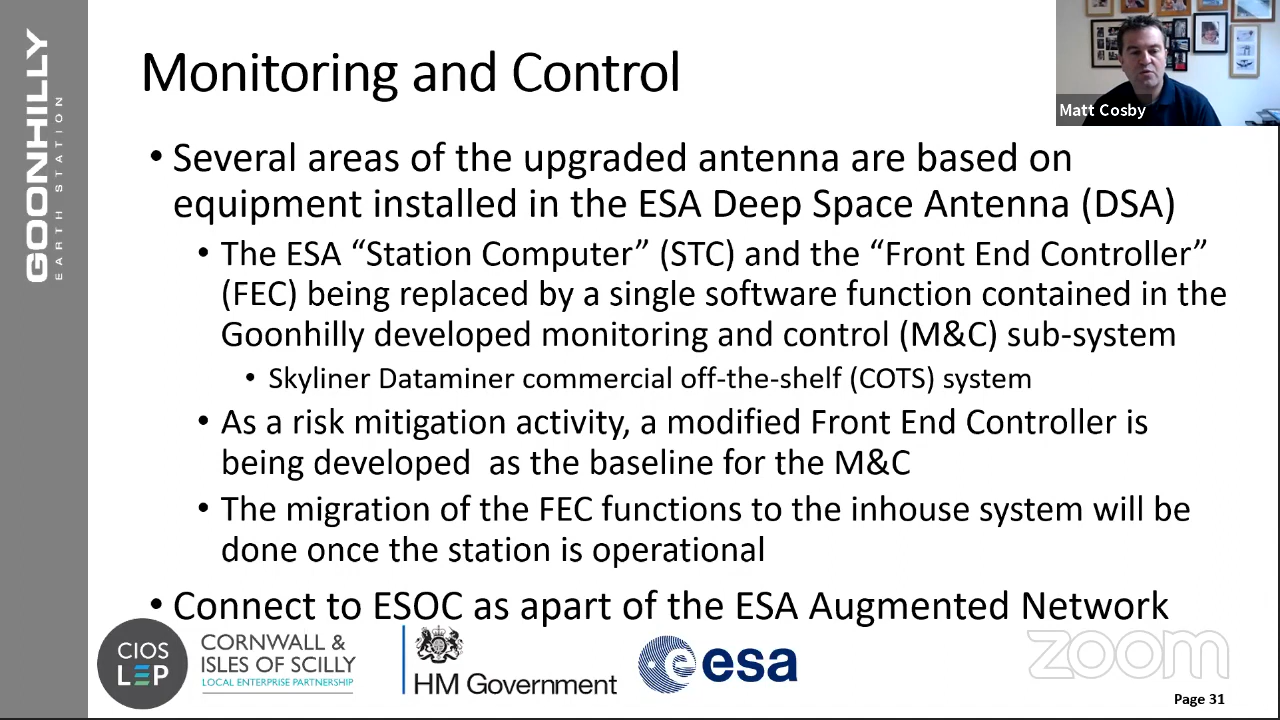 GOONHILLY
EARTH STATION
Monitoring and Control
Matt Cosby
• Several areas of the upgraded antenna are based on
equipment installed in the ESA Deep Space Antenna (DSA)
• The ESA “Station Computer” (STC) and the “Front End Controller”
(FEC) being replaced by a single software function contained in the
Goonhilly developed monitoring and control (M&C) sub-system
• Skyliner Dataminer commercial off-the-shelf (COTS) system
• As a risk mitigation activity, a modified Front End Controller is
being developed  as the baseline for the M&C
• The migration of the FEC functions to the inhouse system will be
done once the station is operational
• Connect to ESOC as apart of the ESA Augmented Network
CIOS
LEP
CORNWALL &
ISLES OF SCILLY
LOCAL ENTERPRISE PARTNERSHIP
HM Government
esa
zoom
Page 31